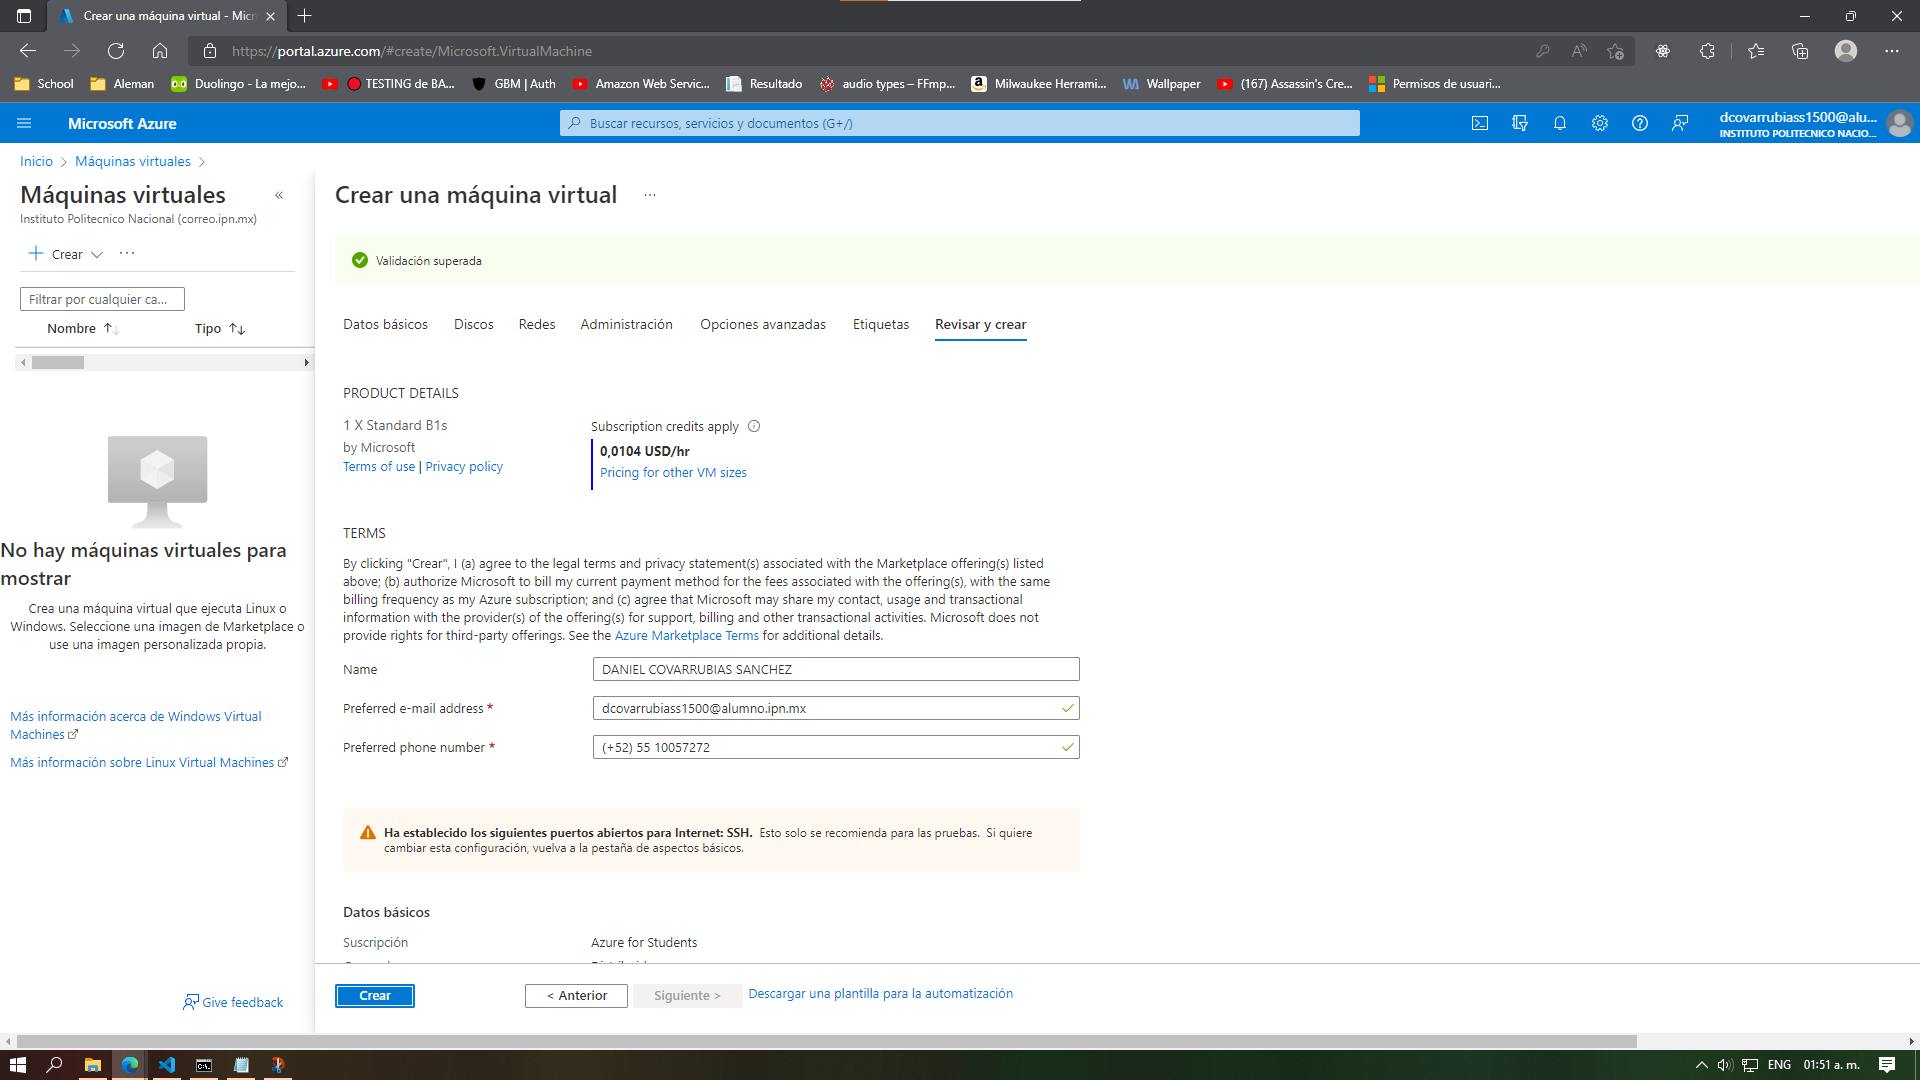 Crear una máquina virtual - Micr
https://portal.azure.com/#create/Microsoft.VirtualMachine
School
Aleman
Duolingo - La mejo...
TESTING de BA...
GBM | Auth
Amazon Web Servic...
Resultado
audio types – FFmp...
Milwaukee Herrami...
Wallpaper
(167) Assassin's Cre...
Permisos de usuari...
Microsoft Azure
Buscar recursos, servicios y documentos (G+/)
dcovarrubiass1500@alu...
INSTITUTO POLITECNICO NACIO...
Inicio
Máquinas virtuales
Máquinas virtuales
Instituto Politecnico Nacional (correo.ipn.mx)
Crear
Filtrar por cualquier ca...
Nombre
Tipo
No hay máquinas virtuales para
mostrar
Crea una máquina virtual que ejecuta Linux o
Windows. Seleccione una imagen de Marketplace o
use una imagen personalizada propia.
Más información acerca de Windows Virtual
Machines
Más información sobre Linux Virtual Machines
Give feedback
Crear una máquina virtual
Validación superada
Datos básicos
Discos
Redes
Administración
Opciones avanzadas
Etiquetas
Revisar y crear
PRODUCT DETAILS
1 X Standard B1s
by Microsoft
Terms of use | Privacy policy
Subscription credits apply
0,0104 USD/hr
Pricing for other VM sizes
TERMS
By clicking "Crear", I (a) agree to the legal terms and privacy statement(s) associated with the Marketplace offering(s) listed
above; (b) authorize Microsoft to bill my current payment method for the fees associated with the offering(s), with the same
billing frequency as my Azure subscription; and (c) agree that Microsoft may share my contact, usage and transactional
information with the provider(s) of the offering(s) for support, billing and other transactional activities. Microsoft does not
provide rights for third-party offerings. See the Azure Marketplace Terms for additional details.
Name
DANIEL COVARRUBIAS SANCHEZ
Preferred e-mail address *
dcovarrubiass1500@alumno.ipn.mx
Preferred phone number *
(+52) 55 10057272
Ha establecido los siguientes puertos abiertos para Internet: SSH. Esto solo se recomienda para las pruebas. Si quiere
cambiar esta configuración, vuelva a la pestaña de aspectos básicos.
Datos básicos
Suscripción
Azure for Students
Crear
< Anterior
Siguiente >
Descargar una plantilla para la automatización
ENG
01:51 a. m.